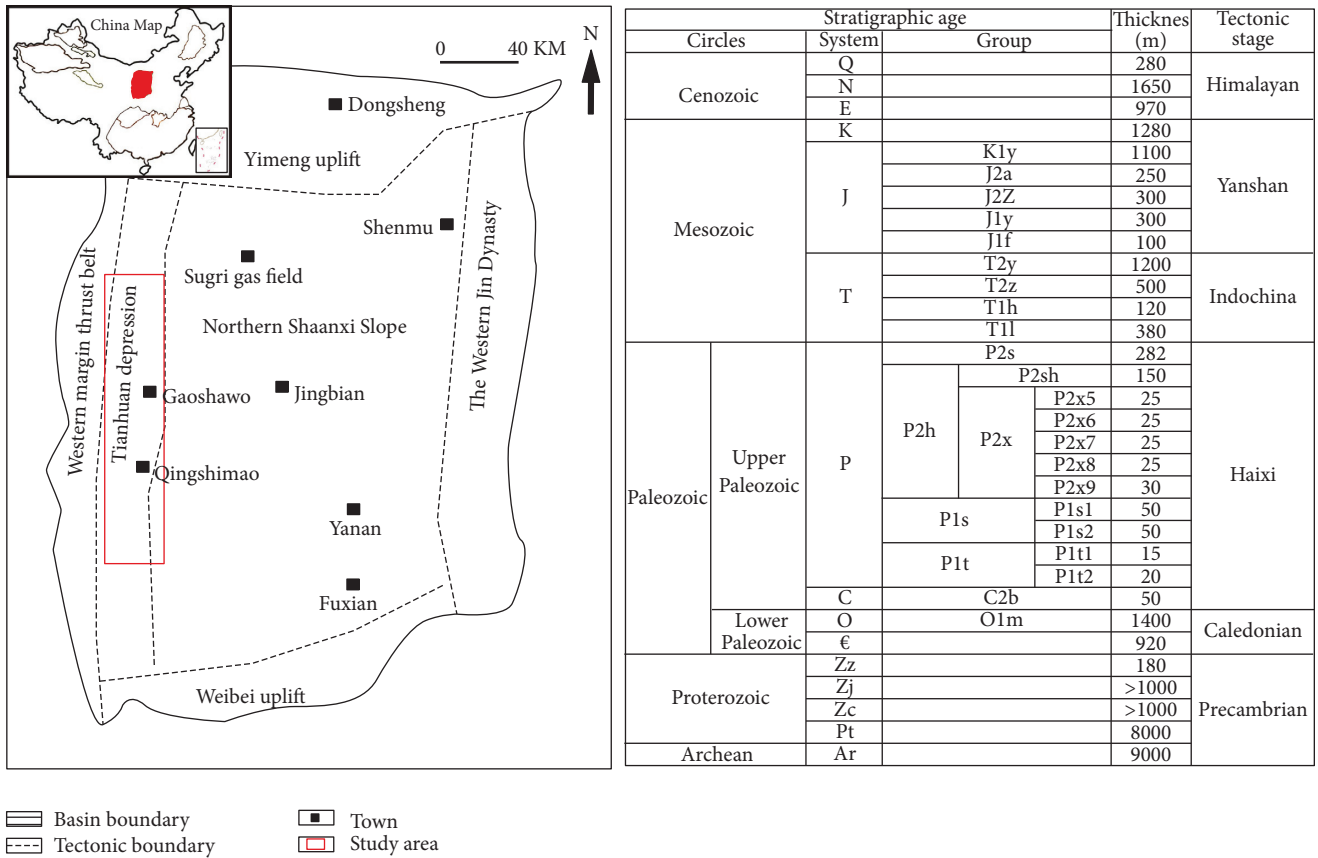 China Map
0 40 KM
N
Dongsheng
Yimeng uplift
Shenmu
Sugri gas field
Western margin thrust belt
Tianhuan depression
Northern Shaanxi Slope
The Western Jin Dynasty
Gaoshawo
Jingbian
Qingshimao
Yanan
Fuxian
Weibei uplift
Basin boundary
Tectonic boundary
Town
Study area
Stratigraphic age Thicknes (m) Tectonic stage
Circles System Group
Cenozoic Q 280 Himalayan
N 1650
E 970
Mesozoic K 1280 Yanshan
J K1y 1100
J2a 250
J2Z 300
J1y 300
J1f 100
T T2y 1200 Indochina
T2z 500
T1h 120
T1l 380
Paleozoic Upper Paleozoic P P2s 282 Haixi
P2h P2sh 150
P2x P2x5 25
P2x6 25
P2x7 25
P2x8 25
P2x9 30
P1s P1s1 50
P1s2 50
P1t P1t1 15
P1t2 20
C C2b 50
Lower Paleozoic O O1m 1400 Caledonian
€ 920
Proterozoic Zz 180 Precambrian
Zj >1000
Zc >1000
Pt 8000
Archean Ar 9000